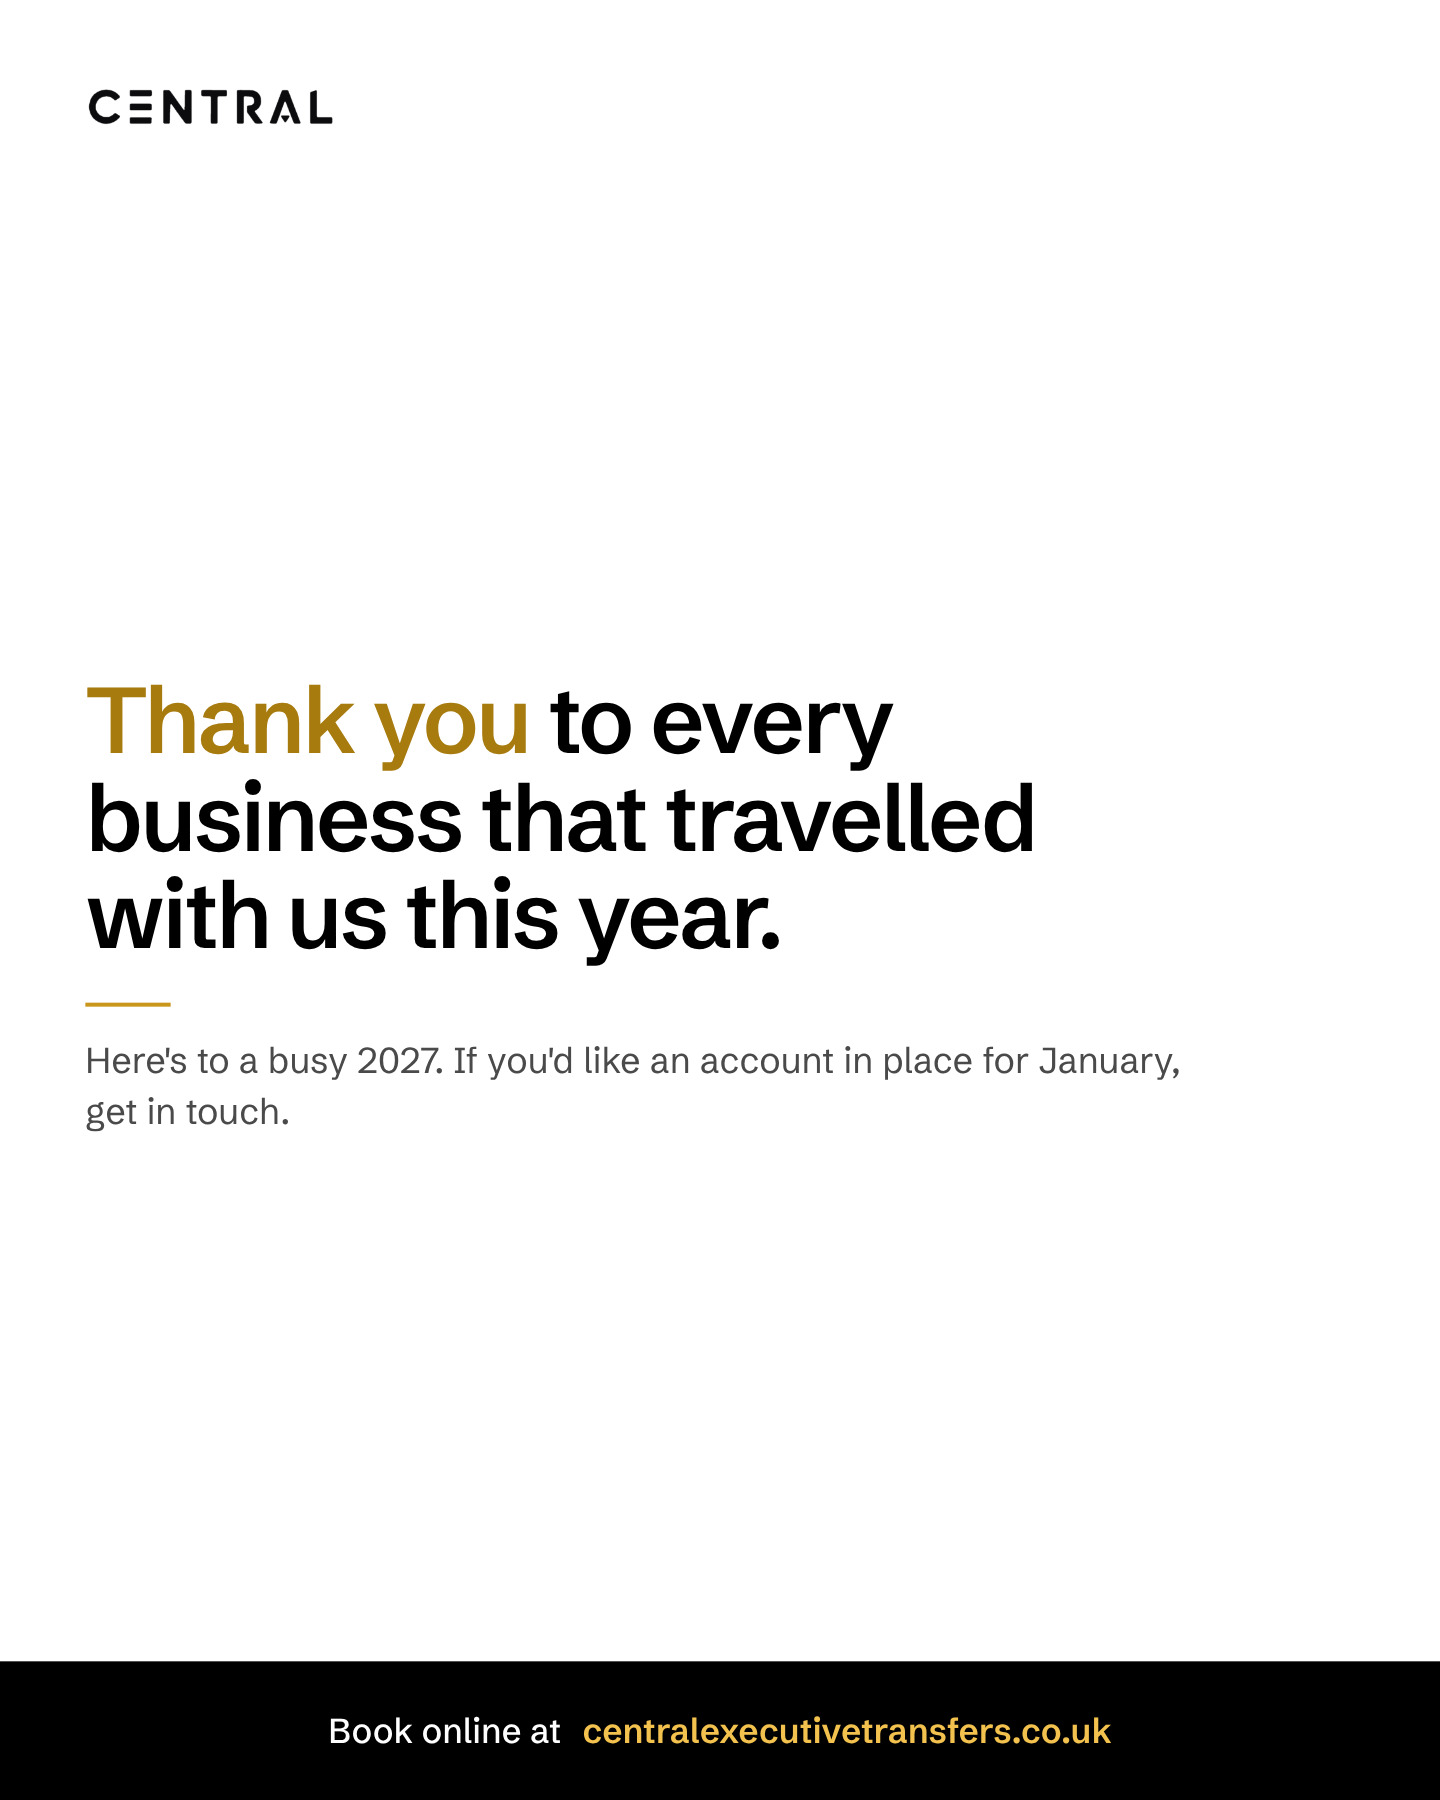 CENTRAL
Thank you to every
business that travelled
with us this year.
Here's to a busy 2027. If you'd like an account in place for January,
get in touch.
Book online at centralexecutivetransfers.co.uk